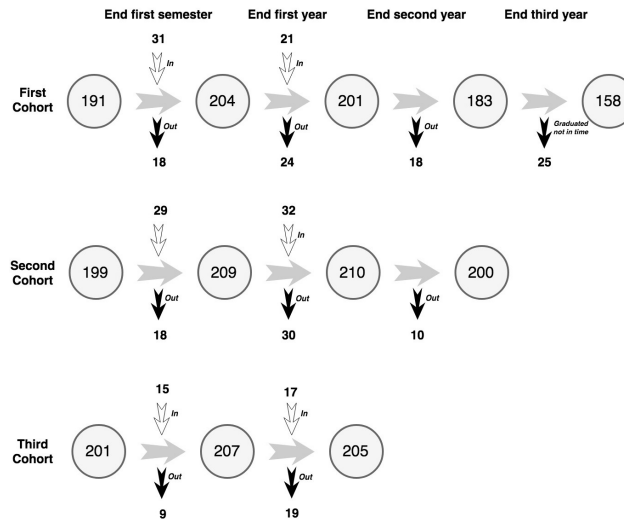 End first semester End first year End second year End third year
31 21
In In
First Cohort 191 204 201 183 158
Out Out Out Graduated not in time
18 24 18 25
29 32
In
Second Cohort 199 209 210 200
Out Out Out
18 30 10
15 17
In In
Third Cohort 201 207 205
Out Out
9 19